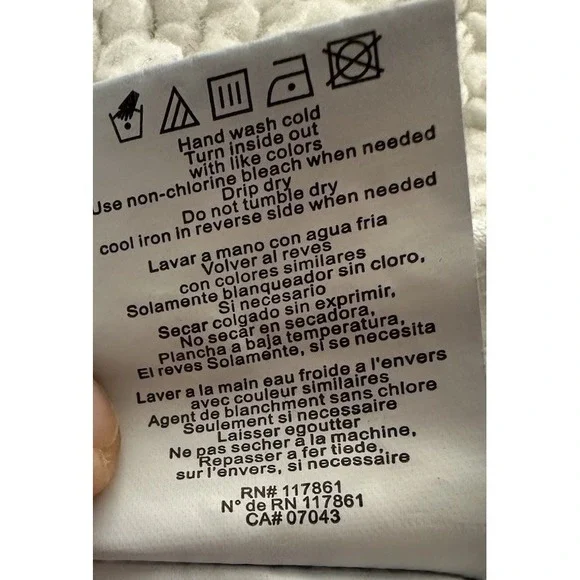 Hand wash cold
Turn inside out
with like colors
Use non-chlorine bleach when needed
Drip dry
Do not tumble dry
cool iron in reverse side when needed
Lavar a mano con agua fria
Volver al reves
con colores similares
Solamente blanqueador sin cloro,
Si necesario
Secar colgado sin exprimir,
No secar en secadora,
Plancha a baja temperatura,
El reves Solamente, si se necesita
Laver a la main eau froide a l'envers
avec couleur similaires
Agent de blanchment sans chlore
Seulement si necessaire
Laisser egoutter
Ne pas secher a la machine,
Repasser a fer tiede,
sur l'envers, si necessaire
RN# 117861
N° de RN 117861
CA# 07043